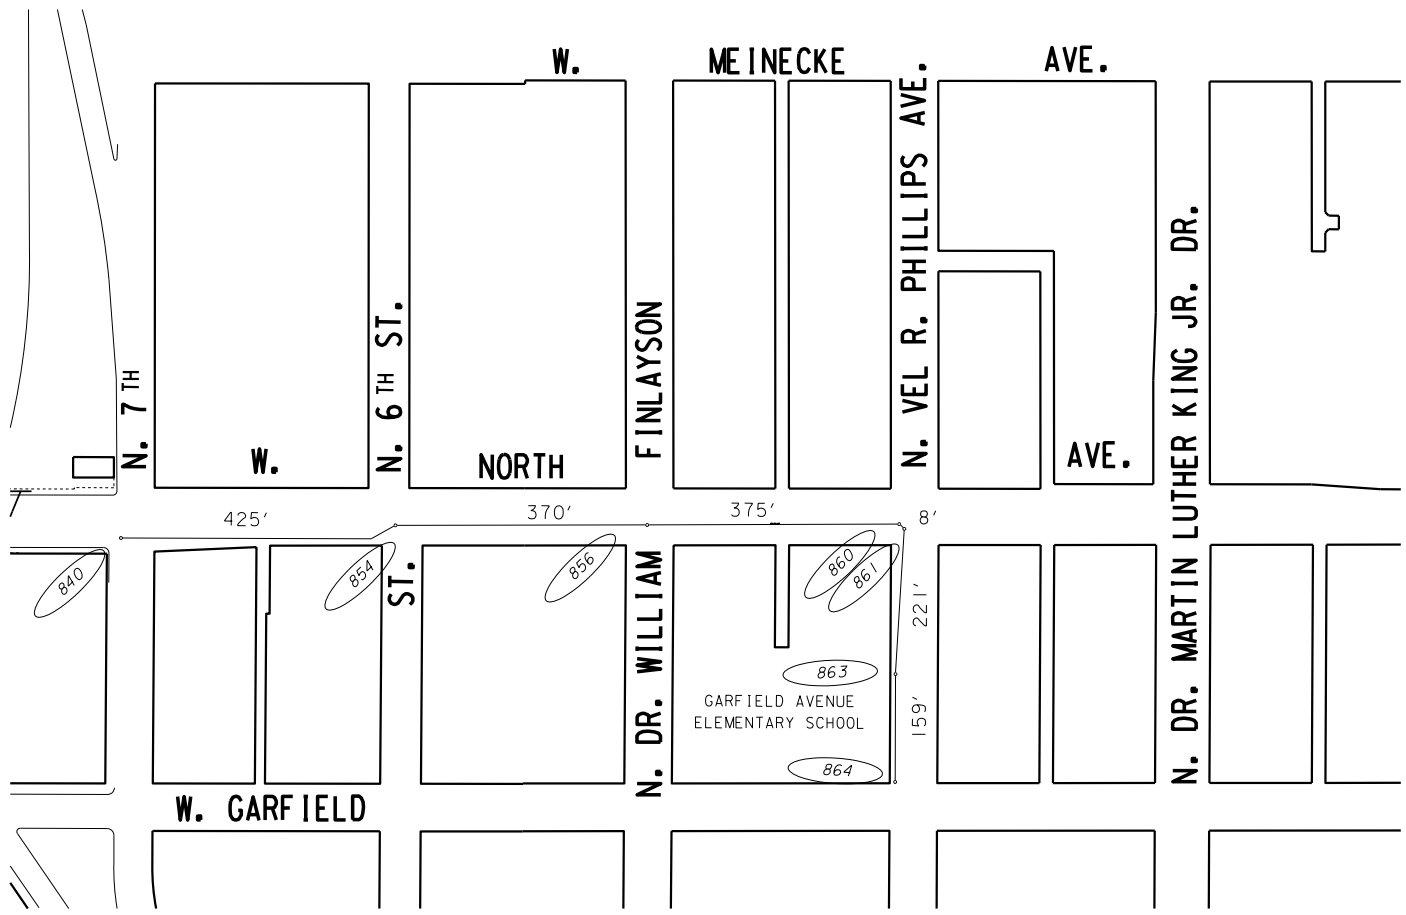 W. MEINECKE AVE.
N. 7TH
N. 6TH ST.
FINLAYSON
N. VEL R. PHILLIPS AVE.
N. DR. MARTIN LUTHER KING JR. DR.
W. NORTH AVE.
425'
370'
375'
8'
840
854
ST.
856
N. DR. WILLIAM
860
861
221'
863
GARFIELD AVENUE
ELEMENTARY SCHOOL
159'
864
W. GARFIELD